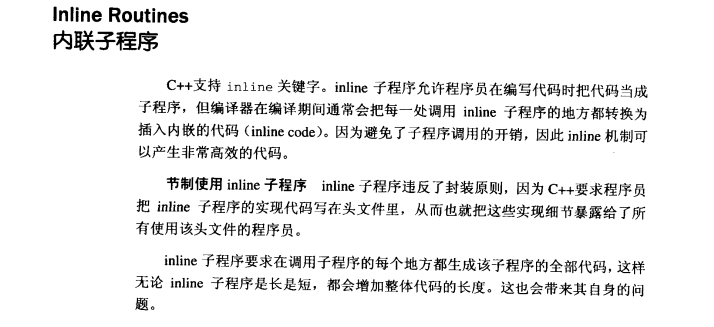 Inline Routines
内联子程序
C++支持 inline 关键字。inline 子程序允许程序员在编写代码时把代码当成
子程序，但编译器在编译期间通常会把每一处调用 inline 子程序的地方都转换为
插入内嵌的代码（inline code）。因为避免了子程序调用的开销，因此 inline 机制可
以产生非常高效的代码。
节制使用 inline 子程序 inline 子程序违反了封装原则，因为 C++要求程序员
把 inline 子程序的实现代码写在头文件里，从而也就把这些实现细节暴露给了所
有使用该头文件的程序员。
inline 子程序要求在调用子程序的每个地方都生成该子程序的全部代码，这样
无论 inline 子程序是长是短，都会增加整体代码的长度。这也会带来其自身的问
题。